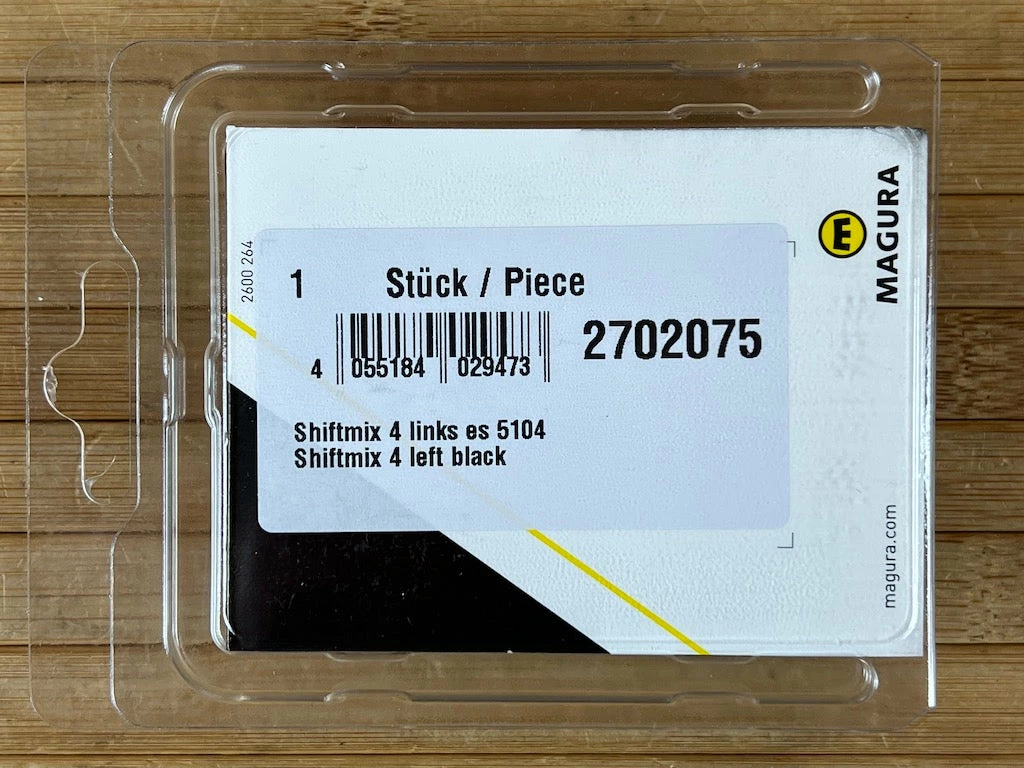 2600 264
1 Stück / Piece
4 055184 029473
2702075
Shiftmix 4 links es 5104
Shiftmix 4 left black
E MAGURA
magura.com